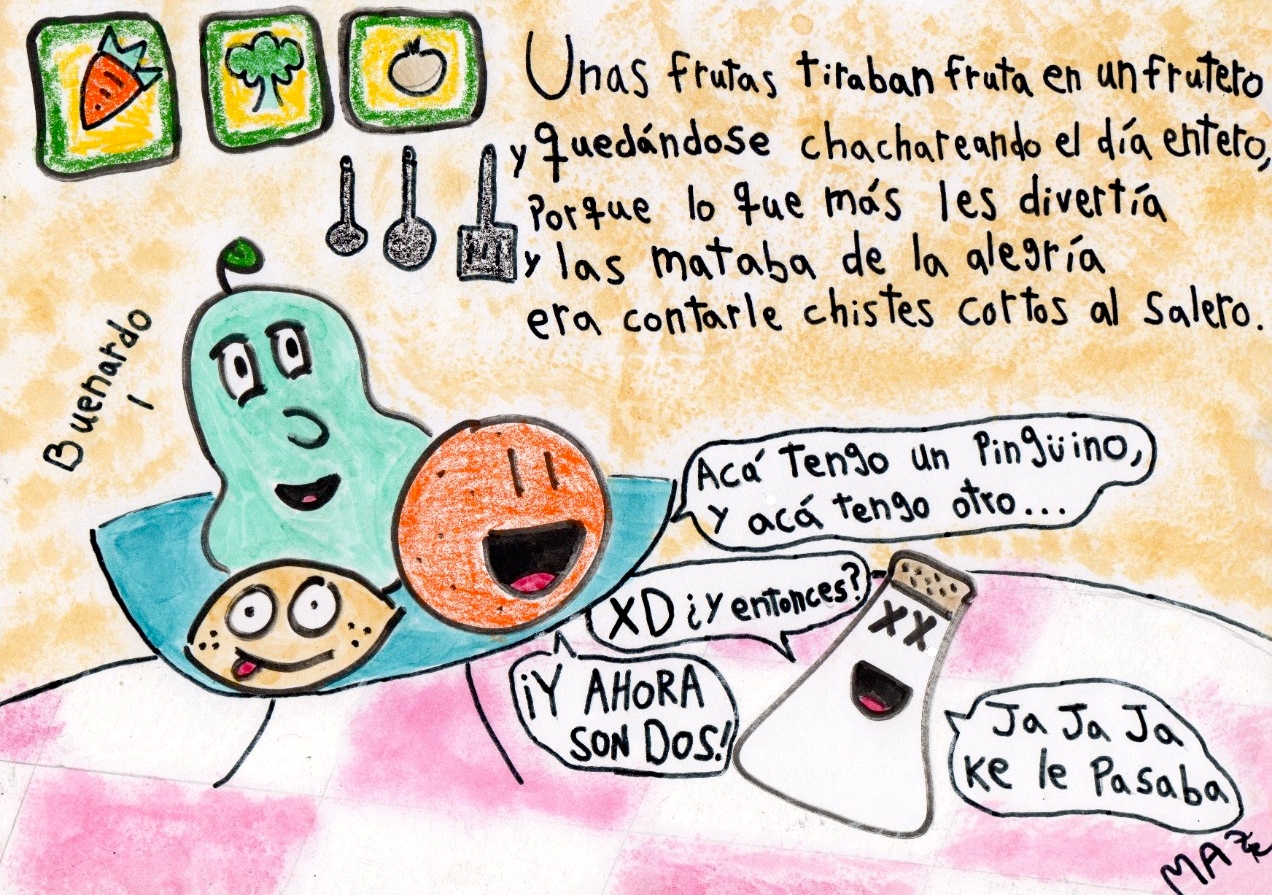 Unas frutas tiraban fruta en un frutero
y quedándose chachareando el día entero,
Porque lo que más les divertía
y las mataba de la alegría
era contarle chistes cortos al Salero.
Buenardo
Acá tengo un Pingüino,
y acá tengo otro...
XD ¿Y entonces?
¡Y AHORA
SON DOS!
Ja Ja Ja
Ke le Pasaba